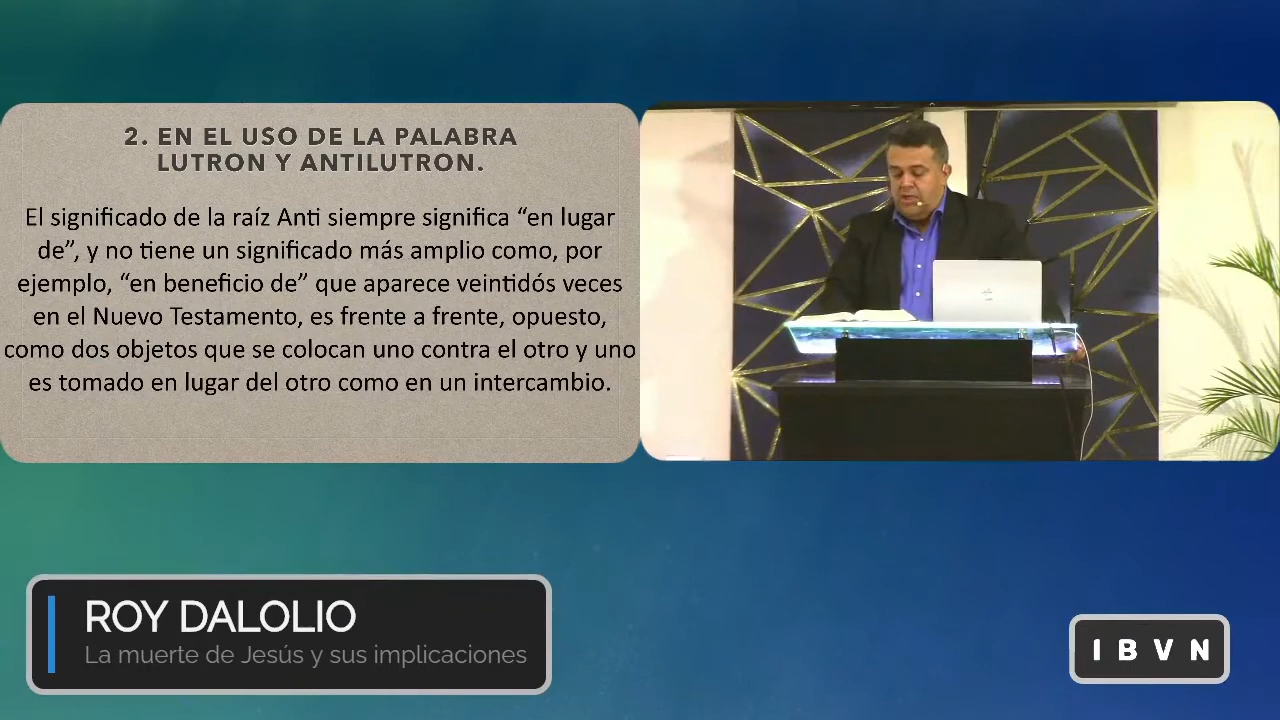 2. EN EL USO DE LA PALABRA
LUTRON Y ANTILUTRON.
El significado de la raíz Anti siempre significa “en lugar
de”, y no tiene un significado más amplio como, por
ejemplo, “en beneficio de” que aparece veintidós veces
en el Nuevo Testamento, es frente a frente, opuesto,
como dos objetos que se colocan uno contra el otro y uno
es tomado en lugar del otro como en un intercambio.
ROY DALOLIO
La muerte de Jesús y sus implicaciones
IBVN